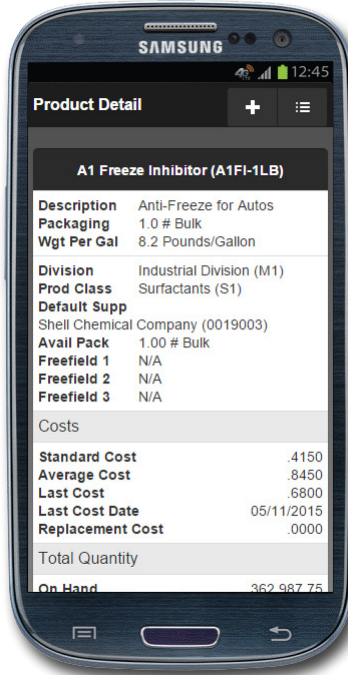 SAMSUNG
12:45
Product Detail
A1 Freeze Inhibitor (A1FI-1LB)
Description Anti-Freeze for Autos
Packaging 1.0 # Bulk
Wgt Per Gal 8.2 Pounds/Gallon
Division Industrial Division (M1)
Prod Class Surfactants (S1)
Default Supp
Shell Chemical Company (0019003)
Avail Pack 1.00 # Bulk
Freefield 1 N/A
Freefield 2 N/A
Freefield 3 N/A
Costs
Standard Cost .4150
Average Cost .8450
Last Cost .6800
Last Cost Date 05/11/2015
Replacement Cost .0000
Total Quantity
On Hand 362,987.75